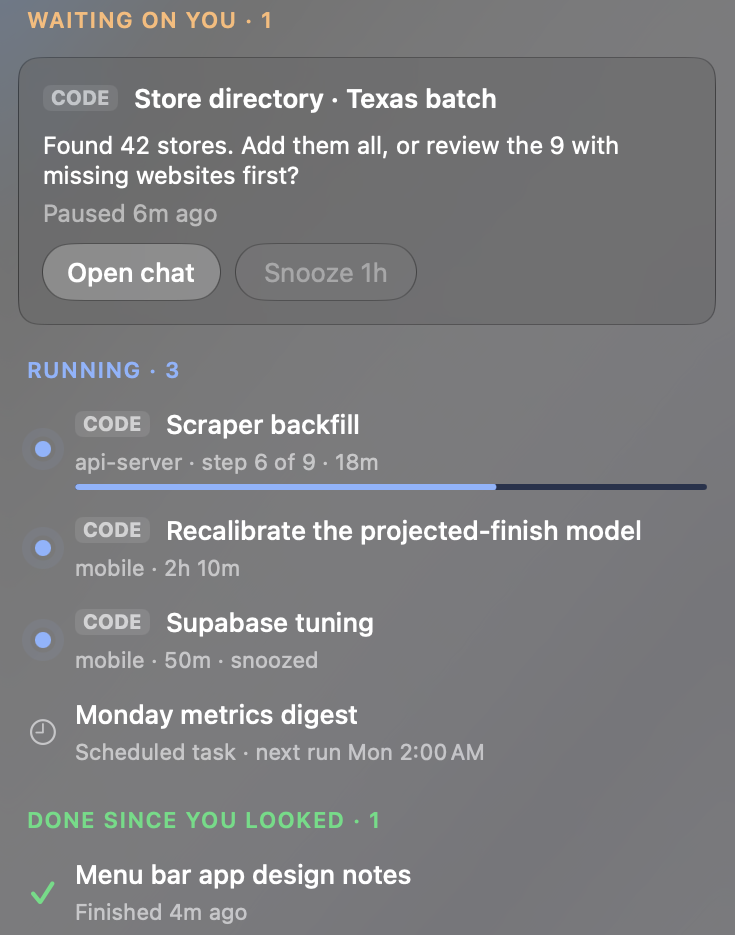 WAITING ON YOU · 1
CODE Store directory · Texas batch
Found 42 stores. Add them all, or review the 9 with
missing websites first?
Paused 6m ago
Open chat Snooze 1h
RUNNING · 3
CODE Scraper backfill
api-server · step 6 of 9 · 18m
CODE Recalibrate the projected-finish model
mobile · 2h 10m
CODE Supabase tuning
mobile · 50m · snoozed
Monday metrics digest
Scheduled task · next run Mon 2:00 AM
DONE SINCE YOU LOOKED · 1
Menu bar app design notes
Finished 4m ago